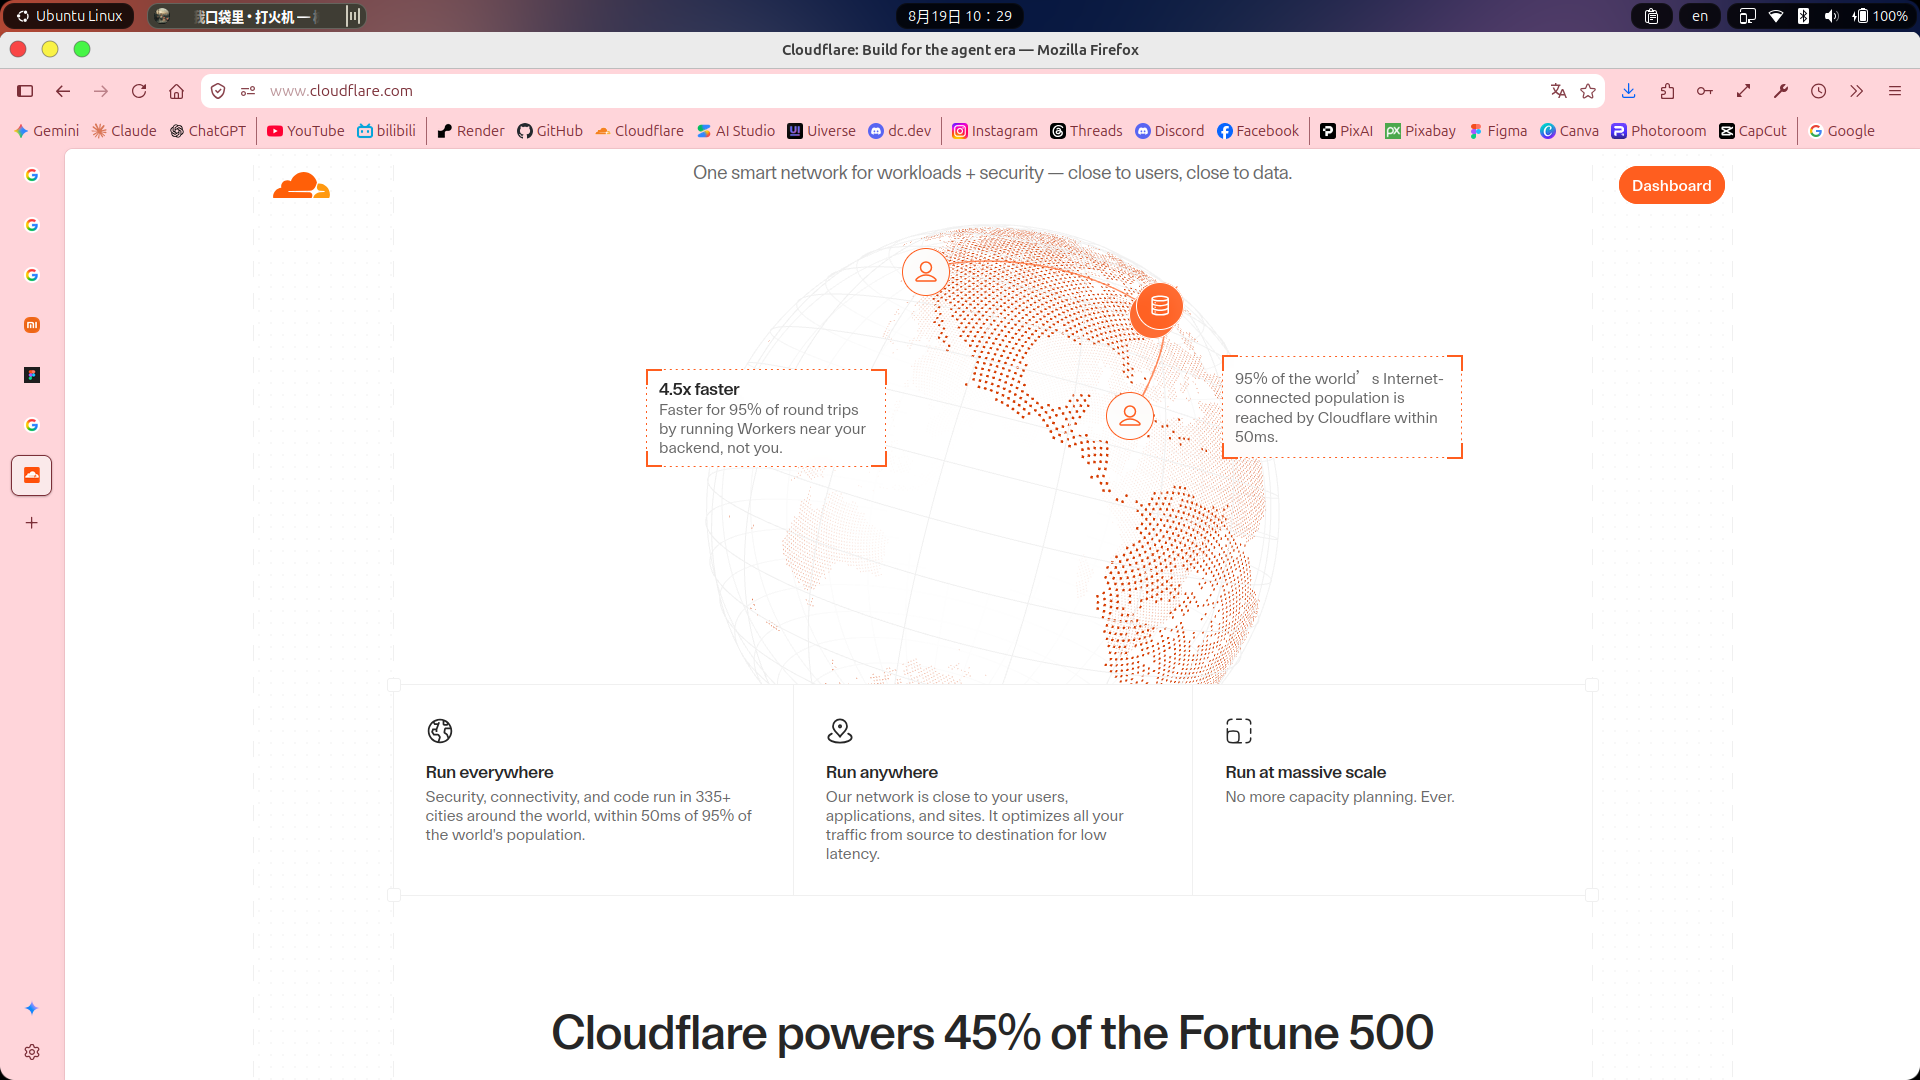 Ubuntu Linux
口袋里 • 打火机 —
8月19日 10：29
en
100%
Cloudflare: Build for the agent era — Mozilla Firefox
www.cloudflare.com
Gemini Claude ChatGPT YouTube bilibili Render GitHub Cloudflare AI Studio Uiverse dc.dev Instagram Threads Discord Facebook PixAI Pixabay Figma Canva Photoroom CapCut Google
One smart network for workloads + security — close to users, close to data.
Dashboard
4.5x faster
Faster for 95% of round trips
by running Workers near your
backend, not you.
95% of the world’s Internet-
connected population is
reached by Cloudflare within
50ms.
Run everywhere
Security, connectivity, and code run in 335+
cities around the world, within 50ms of 95% of
the world's population.
Run anywhere
Our network is close to your users,
applications, and sites. It optimizes all your
traffic from source to destination for low
latency.
Run at massive scale
No more capacity planning. Ever.
Cloudflare powers 45% of the Fortune 500